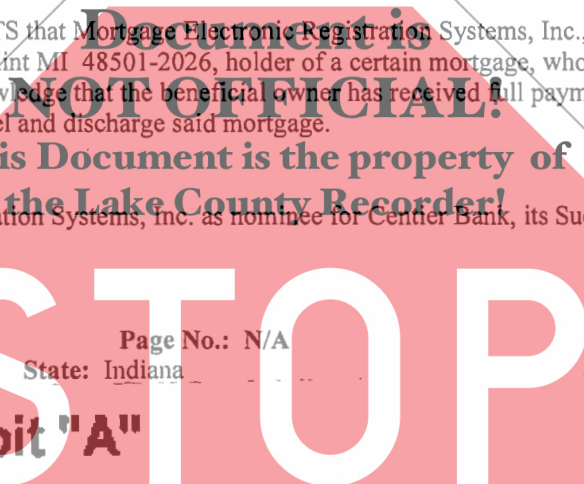 Document is
TS that Mortgage Electronic Registration Systems, Inc.,
int MI 48501-2026, holder of a certain mortgage, who
NOT OFFICIAL!
wledge that the beneficial owner has received full paym
el and discharge said mortgage.
is Document is the property of
the Lake County Recorder!
ation Systems, Inc. as nominee for Centier Bank, its Su
STOP
Page No.: N/A
State: Indiana
bit "A"